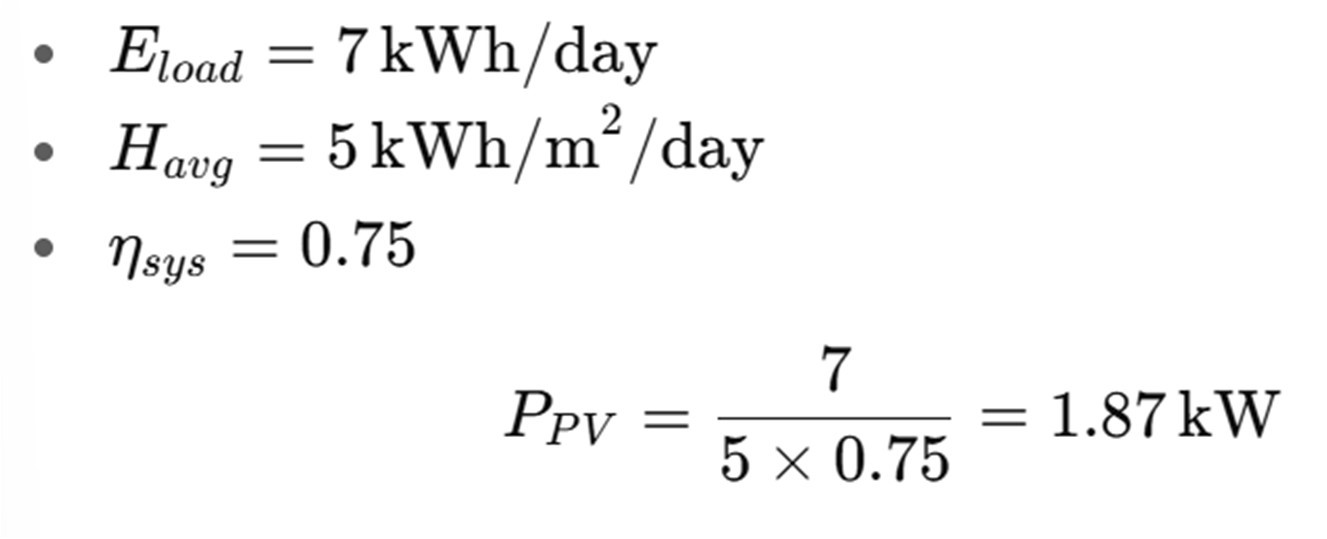 • E_load = 7 kWh/day
• H_avg = 5 kWh/m²/day
• η_sys = 0.75
P_PV = 7 / (5 × 0.75) = 1.87 kW